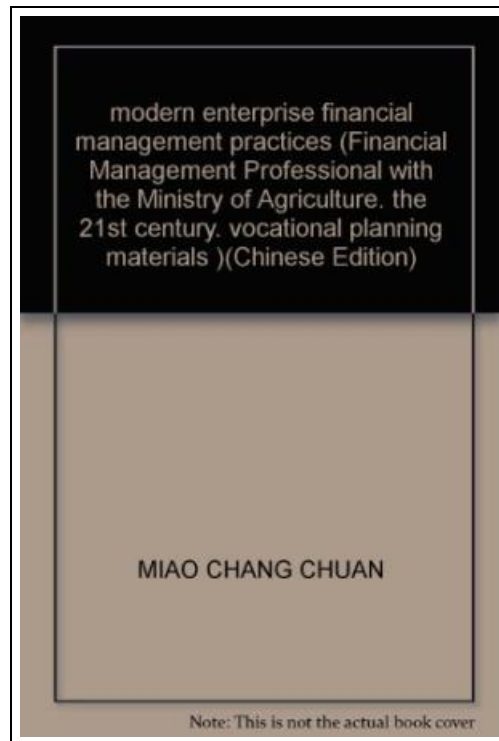 modern enterprise financial
management practices (Financial
Management Professional with
the Ministry of Agriculture. the
21st century. vocational planning
materials )(Chinese Edition)
MIAO CHANG CHUAN
Note: This is not the actual book cover